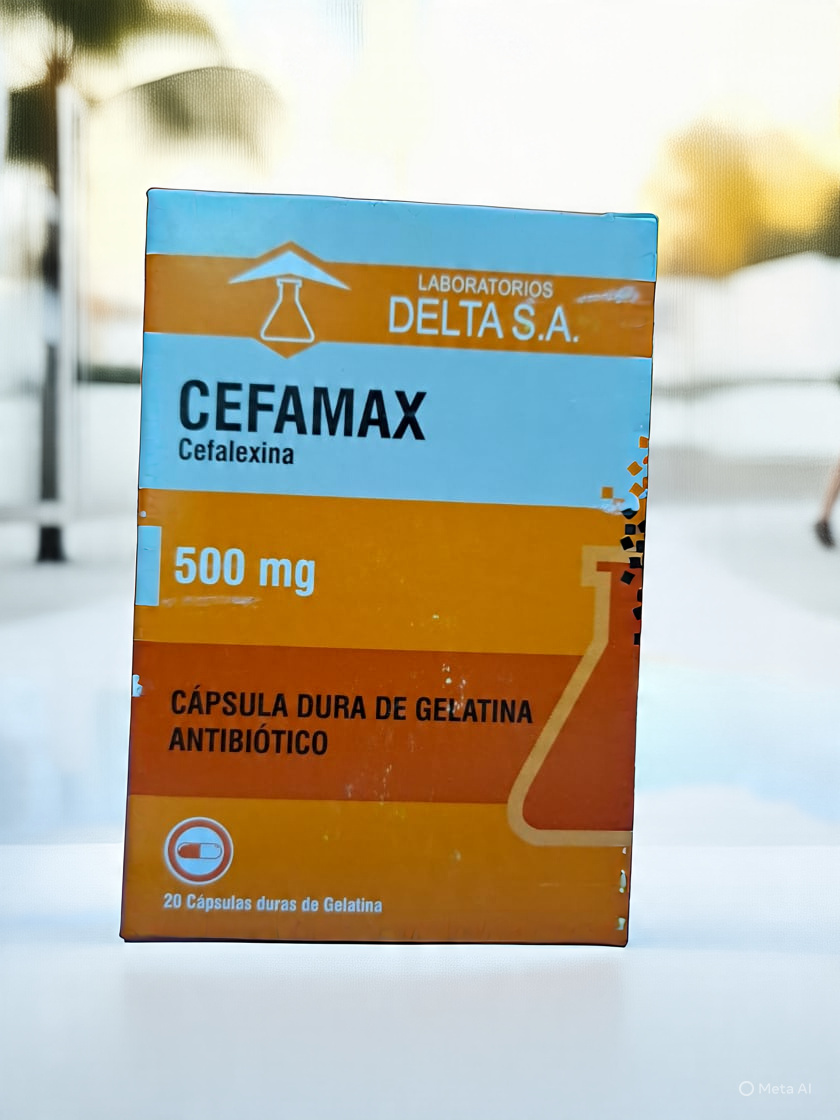 LABORATORIOS
DELTA S.A.
CEFAMAX
Cefalexina
500 mg
CÁPSULA DURA DE GELATINA
ANTIBIÓTICO
20 Cápsulas duras de Gelatina
Meta AI